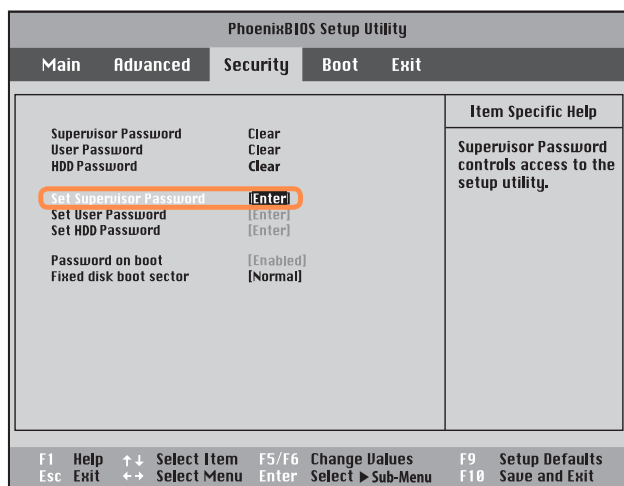 PhoenixBIOS Setup Utility
Main Advanced Security Boot Exit
Item Specific Help
Supervisor Password controls access to the setup utility.
Supervisor Password Clear
User Password Clear
HDD Password Clear
Set Supervisor Password [Enter]
Set User Password [Enter]
Set HDD Password [Enter]
Password on boot [Enabled]
Fixed disk boot sector [Normal]
F1 Help ↑↓ Select Item F5/F6 Change Values F9 Setup Defaults
Esc Exit ←→ Select Menu Enter Select ▶ Sub-Menu F10 Save and Exit